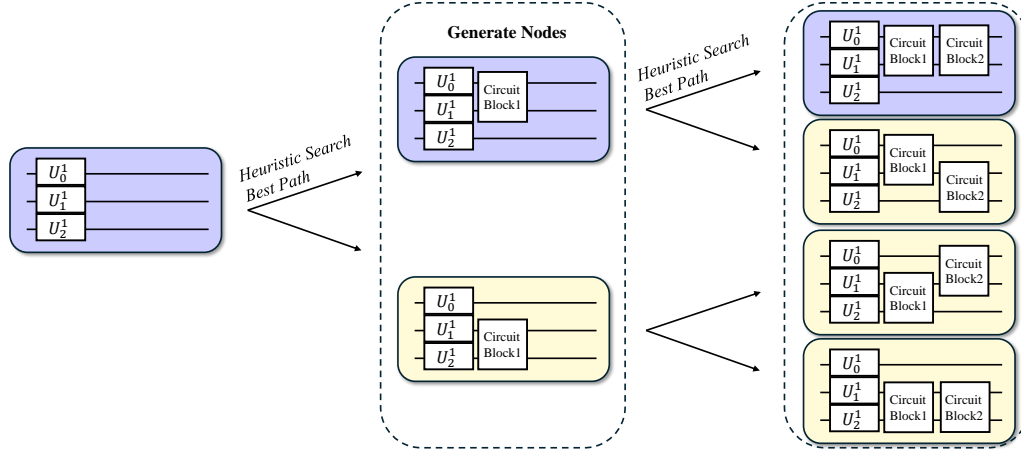 $U_0^1$
$U_1^1$
$U_2^1$
Heuristic Search
Best Path
Generate Nodes
$U_0^1$
$U_1^1$
$U_2^1$
Circuit
Block1
$U_0^1$
$U_1^1$
$U_2^1$
Circuit
Block1
Heuristic Search
Best Path
$U_0^1$
$U_1^1$
$U_2^1$
Circuit
Block1
Circuit
Block2
$U_0^1$
$U_1^1$
$U_2^1$
Circuit
Block1
Circuit
Block2
$U_0^1$
$U_1^1$
$U_2^1$
Circuit
Block1
Circuit
Block2
$U_0^1$
$U_1^1$
$U_2^1$
Circuit
Block1
Circuit
Block2